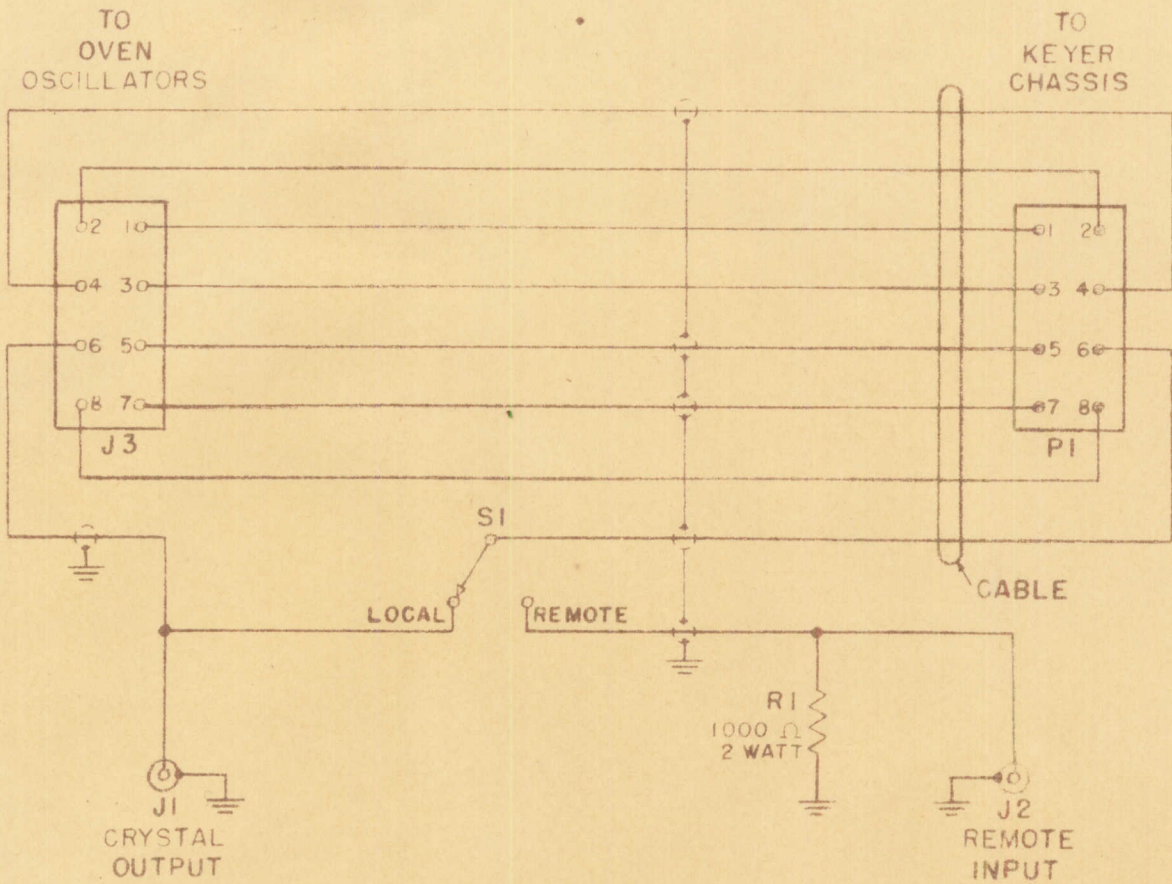 TO
OVEN
OSCILLATORS
TO
KEYER
CHASSIS
2 1
4 3
6 5
8 7
J3
1 2
3 4
5 6
7 8
P1
S1
LOCAL
REMOTE
CABLE
R1
1000 Ω
2 WATT
J1
CRYSTAL
OUTPUT
J2
REMOTE
INPUT